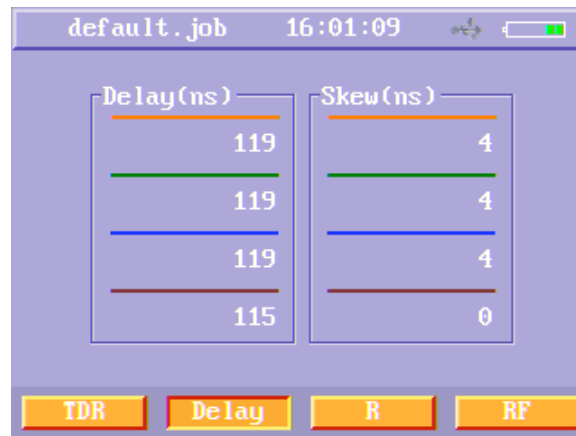 default.job 16:01:09
Delay(ns) Skew(ns)
119 4
119 4
119 4
115 0
TDR Delay R RF